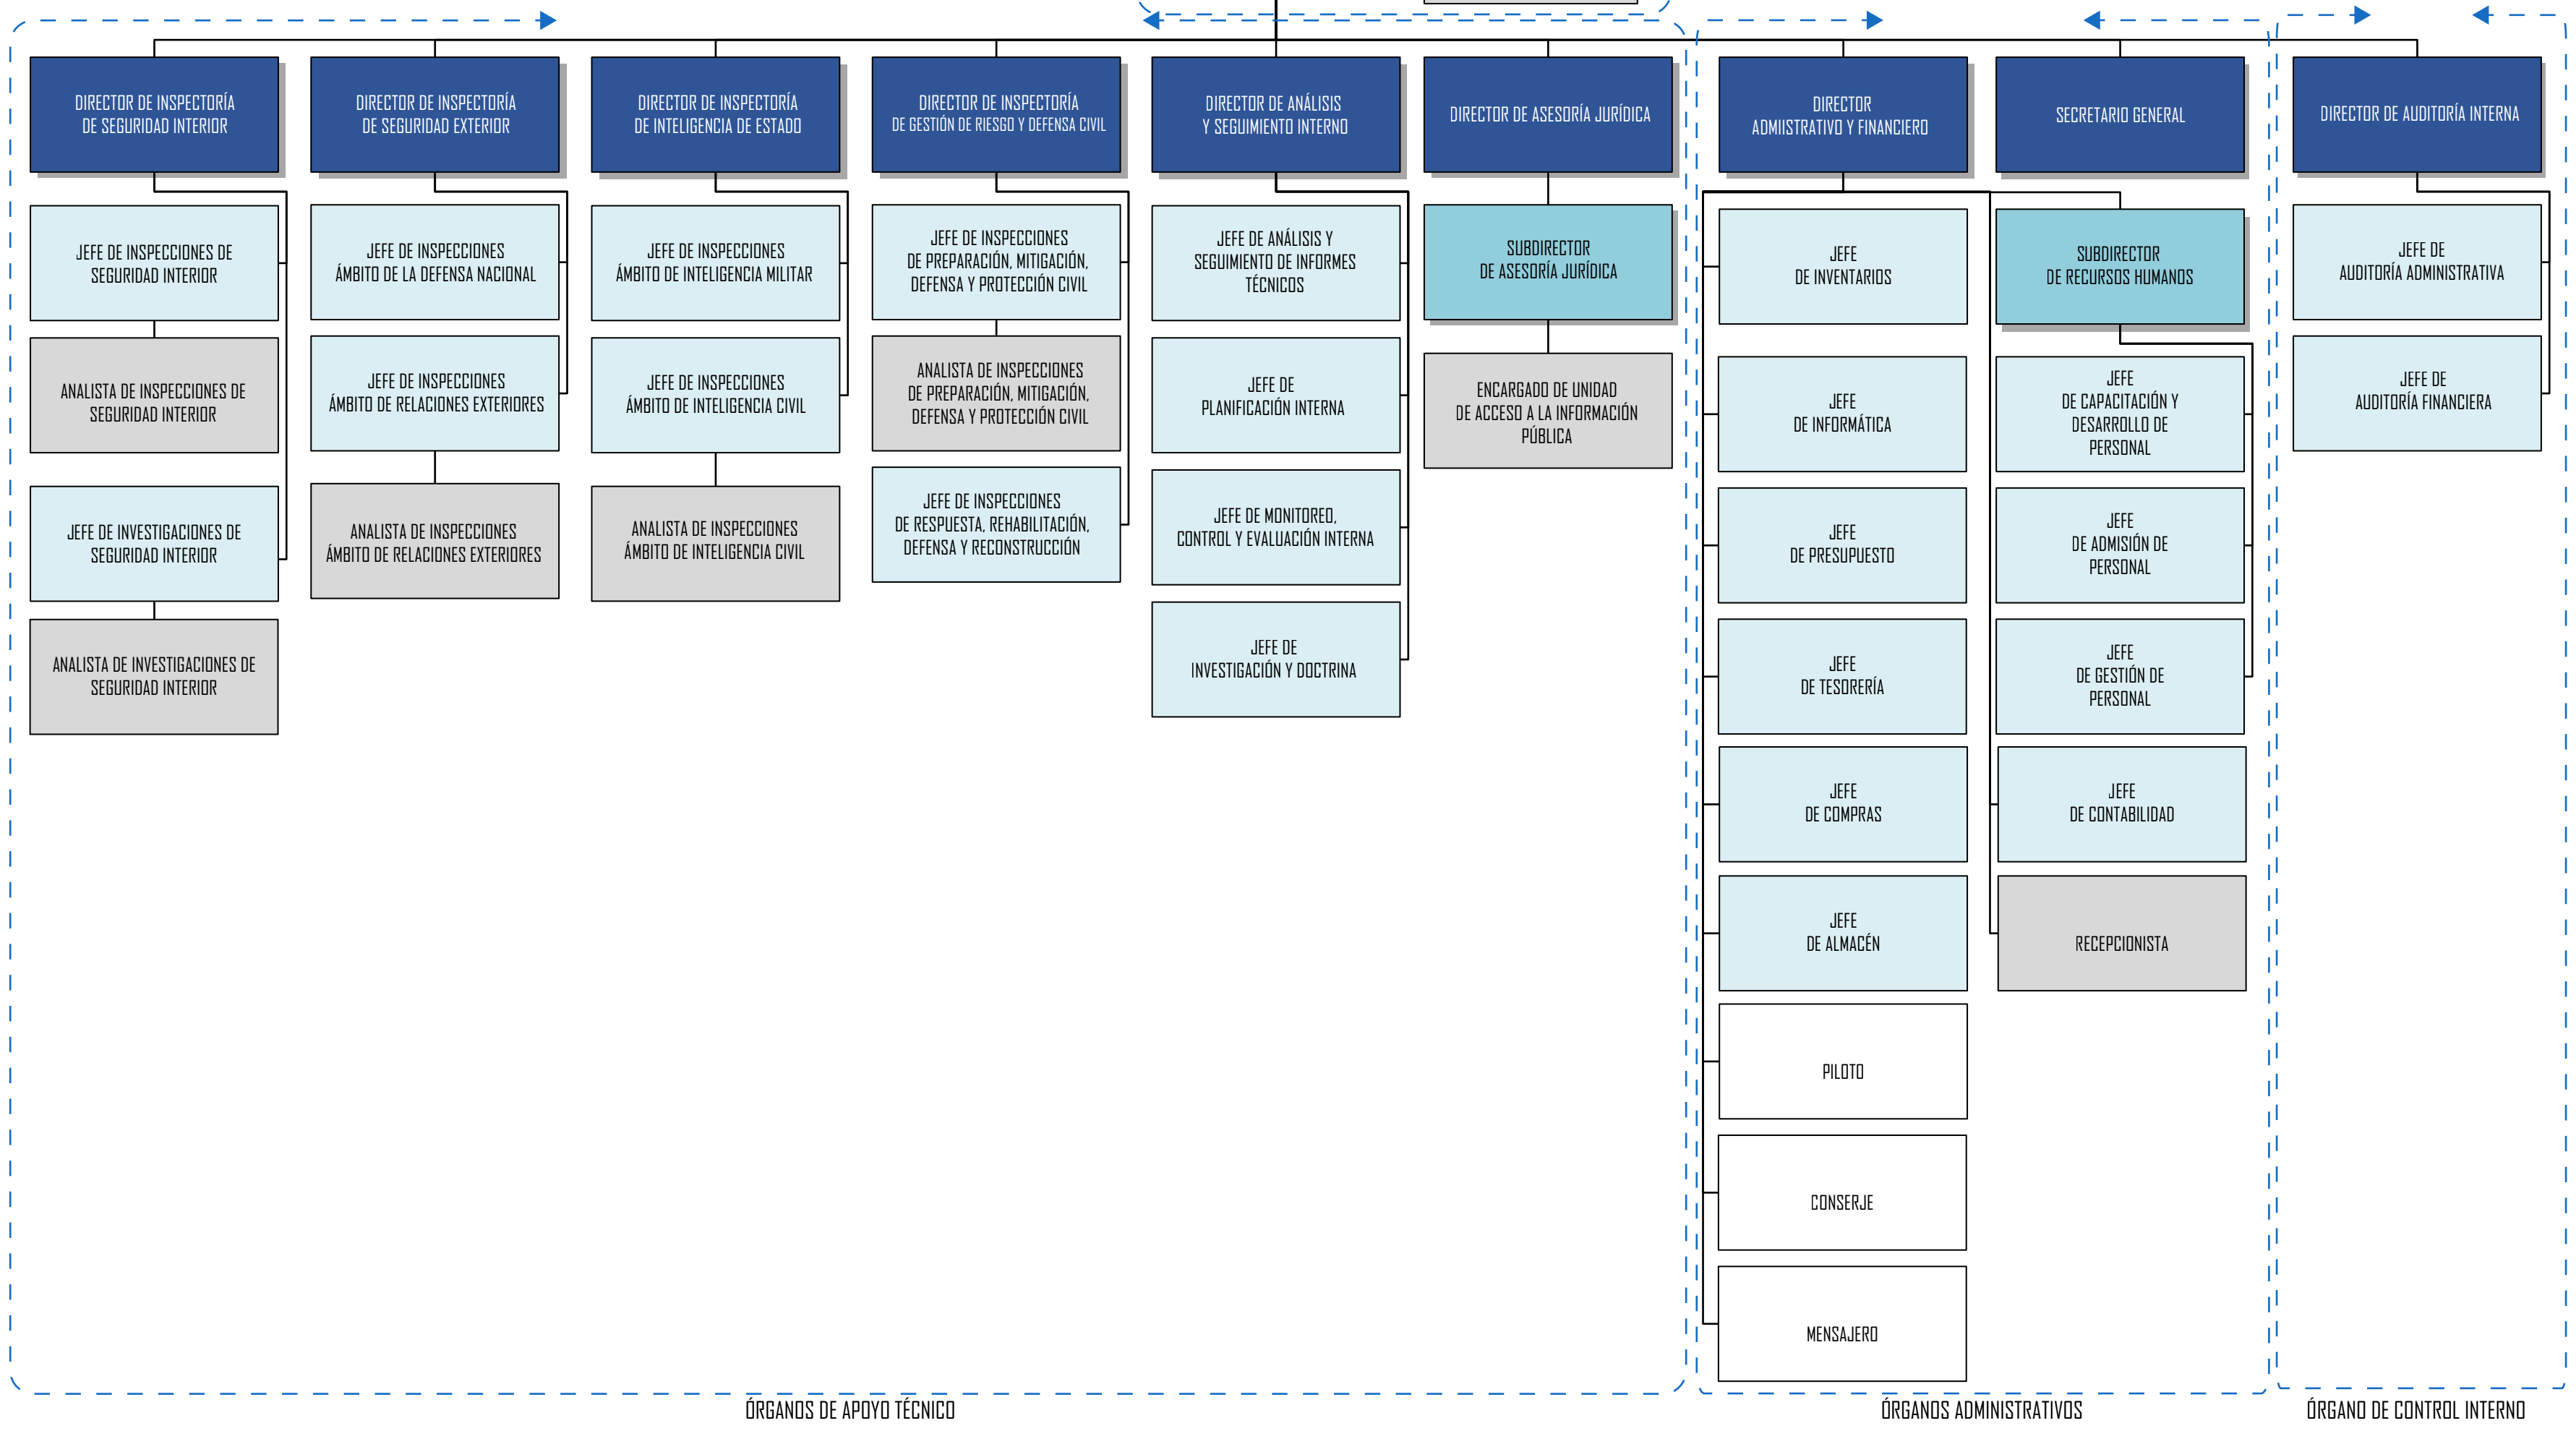 DIRECTOR DE INSPECTORÍA
DE SEGURIDAD INTERIOR
JEFE DE INSPECCIONES DE
SEGURIDAD INTERIOR
ANALISTA DE INSPECCIONES DE
SEGURIDAD INTERIOR
JEFE DE INVESTIGACIONES DE
SEGURIDAD INTERIOR
ANALISTA DE INVESTIGACIONES DE
SEGURIDAD INTERIOR
DIRECTOR DE INSPECTORÍA
DE SEGURIDAD EXTERIOR
JEFE DE INSPECCIONES
ÁMBITO DE LA DEFENSA NACIONAL
JEFE DE INSPECCIONES
ÁMBITO DE RELACIONES EXTERIORES
ANALISTA DE INSPECCIONES
ÁMBITO DE RELACIONES EXTERIORES
DIRECTOR DE INSPECTORÍA
DE INTELIGENCIA DE ESTADO
JEFE DE INSPECCIONES
ÁMBITO DE INTELIGENCIA MILITAR
JEFE DE INSPECCIONES
ÁMBITO DE INTELIGENCIA CIVIL
ANALISTA DE INSPECCIONES
ÁMBITO DE INTELIGENCIA CIVIL
DIRECTOR DE INSPECTORÍA
DE GESTIÓN DE RIESGO Y DEFENSA CIVIL
JEFE DE INSPECCIONES
DE PREPARACIÓN, MITIGACIÓN,
DEFENSA Y PROTECCIÓN CIVIL
ANALISTA DE INSPECCIONES
DE PREPARACIÓN, MITIGACIÓN,
DEFENSA Y PROTECCIÓN CIVIL
JEFE DE INSPECCIONES
DE RESPUESTA, REHABILITACIÓN,
DEFENSA Y RECONSTRUCCIÓN
DIRECTOR DE ANÁLISIS
Y SEGUIMIENTO INTERNO
JEFE DE ANÁLISIS Y
SEGUIMIENTO DE INFORMES
TÉCNICOS
JEFE DE
PLANIFICACIÓN INTERNA
JEFE DE MONITOREO,
CONTROL Y EVALUACIÓN INTERNA
JEFE DE
INVESTIGACIÓN Y DOCTRINA
DIRECTOR DE ASESORÍA JURÍDICA
SUBDIRECTOR
DE ASESORÍA JURÍDICA
ENCARGADO DE UNIDAD
DE ACCESO A LA INFORMACIÓN
PÚBLICA
ÓRGANOS DE APOYO TÉCNICO
DIRECTOR
ADMIISTRATIVO Y FINANCIERO
JEFE
DE INVENTARIOS
JEFE
DE INFORMÁTICA
JEFE
DE PRESUPUESTO
JEFE
DE TESORERÍA
JEFE
DE COMPRAS
JEFE
DE ALMACÉN
PILOTO
CONSERJE
MENSAJERO
SECRETARIO GENERAL
SUBDIRECTOR
DE RECURSOS HUMANOS
JEFE
DE CAPACITACIÓN Y
DESARROLLO DE
PERSONAL
JEFE
DE ADMISIÓN DE
PERSONAL
JEFE
DE GESTIÓN DE
PERSONAL
JEFE
DE CONTABILIDAD
RECEPCIONISTA
ÓRGANOS ADMINISTRATIVOS
DIRECTOR DE AUDITORÍA INTERNA
JEFE DE
AUDITORÍA ADMINISTRATIVA
JEFE DE
AUDITORÍA FINANCIERA
ÓRGANO DE CONTROL INTERNO